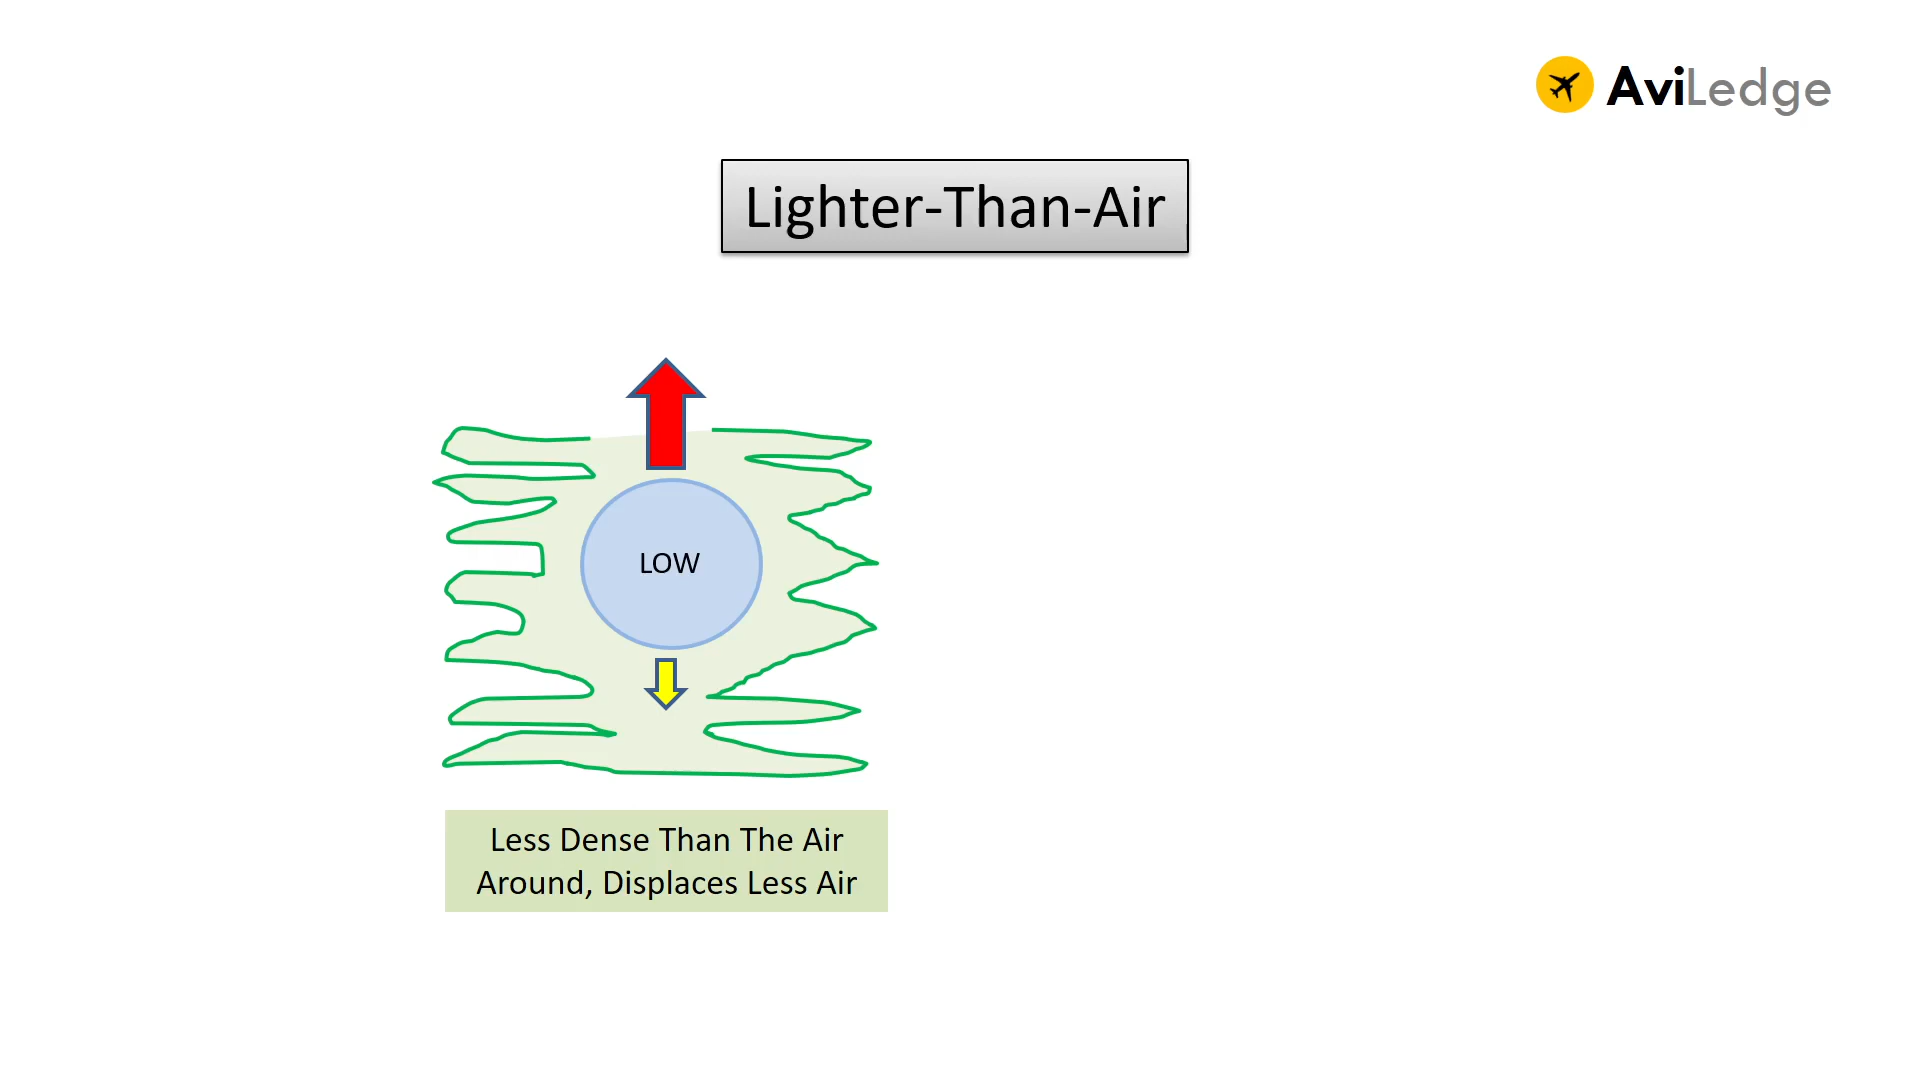 AviLedge
Lighter-Than-Air
LOW
Less Dense Than The Air
Around, Displaces Less Air